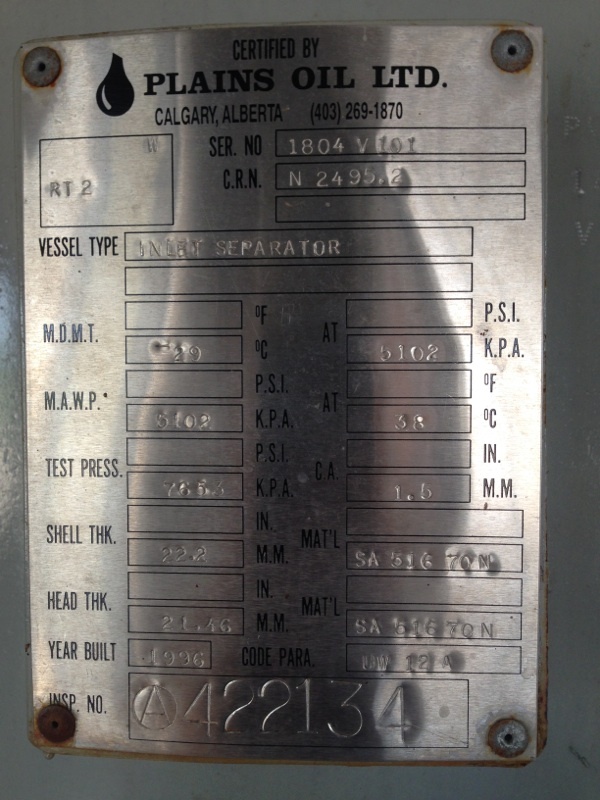 CERTIFIED BY
PLAINS OIL LTD.
CALGARY, ALBERTA (403) 269-1870
W SER. NO 1804 V 101
RT 2 C.R.N. N 2495.2
VESSEL TYPE INLET SEPARATOR
°F P.S.I.
M.D.M.T. AT
-29 °C 5102 K.P.A.
P.S.I. °F
M.A.W.P. AT
5102 K.P.A. 38 °C
P.S.I. IN.
TEST PRESS. C.A.
7653 K.P.A. 1.5 M.M.
IN.
SHELL THK. MAT'L
22.2 M.M. SA 516 70N
IN.
HEAD THK. MAT'L
21.46 M.M. SA 516 70N
YEAR BUILT 1996 CODE PARA. UW 12 A
INSP. NO. A 422134